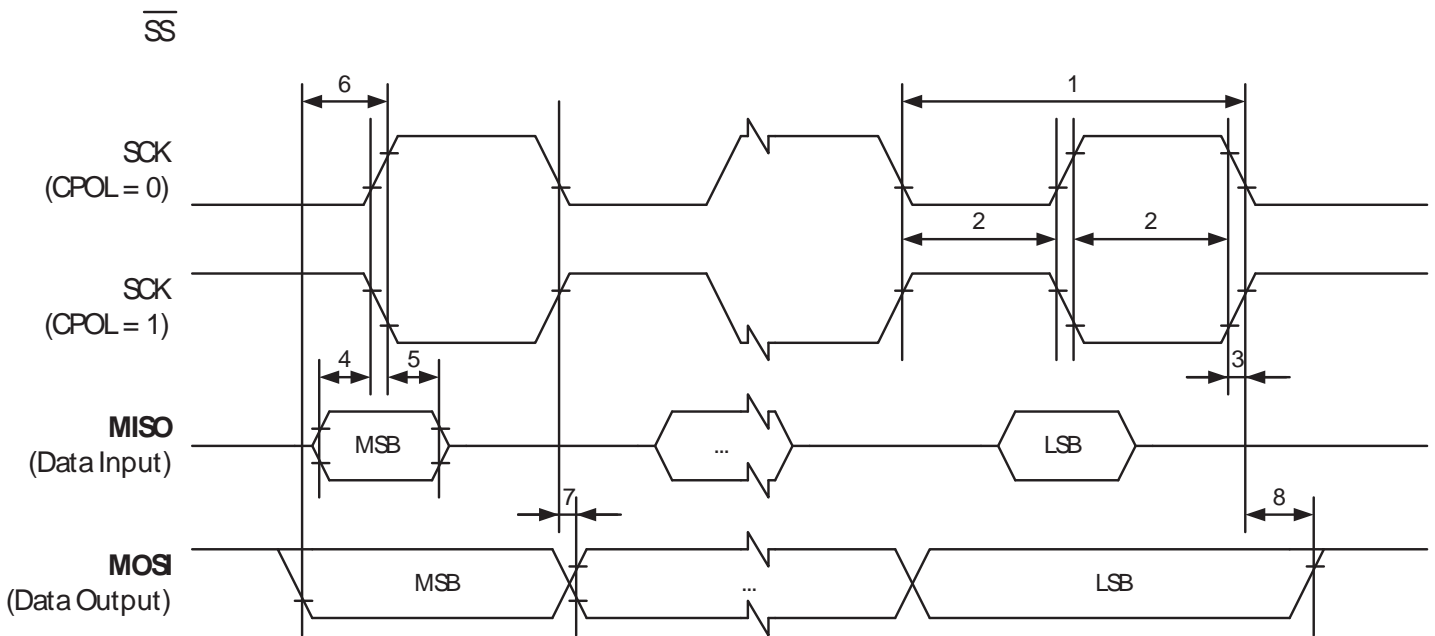 SS
6
1
SCK
(CPOL = 0)
2
2
SCK
(CPOL = 1)
4
5
3
MISO
(Data Input)
MSB
...
LSB
7
8
MOSI
(Data Output)
MSB
...
LSB